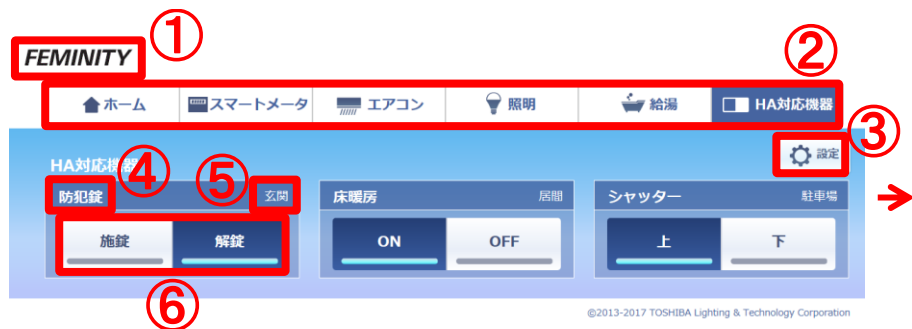 ①
FEMINITY
②
ホーム スマートメータ エアコン 照明 給湯 HA対応機器
③
設定
HA対応機器
④ ⑤
防犯錠 玄関 床暖房 居間 シャッター 駐車場
施錠 解錠 ON OFF 上 下
⑥
©2013-2017 TOSHIBA Lighting & Technology Corporation